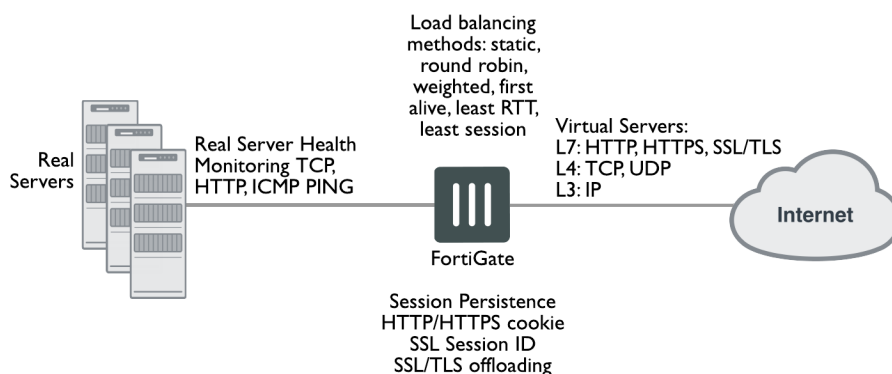 Load balancing
methods: static,
round robin,
weighted, first
alive, least RTT,
least session
Real
Servers
Real Server Health
Monitoring TCP,
HTTP, ICMP PING
Virtual Servers:
L7: HTTP, HTTPS, SSL/TLS
L4: TCP, UDP
L3: IP
Internet
FortiGate
Session Persistence
HTTP/HTTPS cookie
SSL Session ID
SSL/TLS offloading